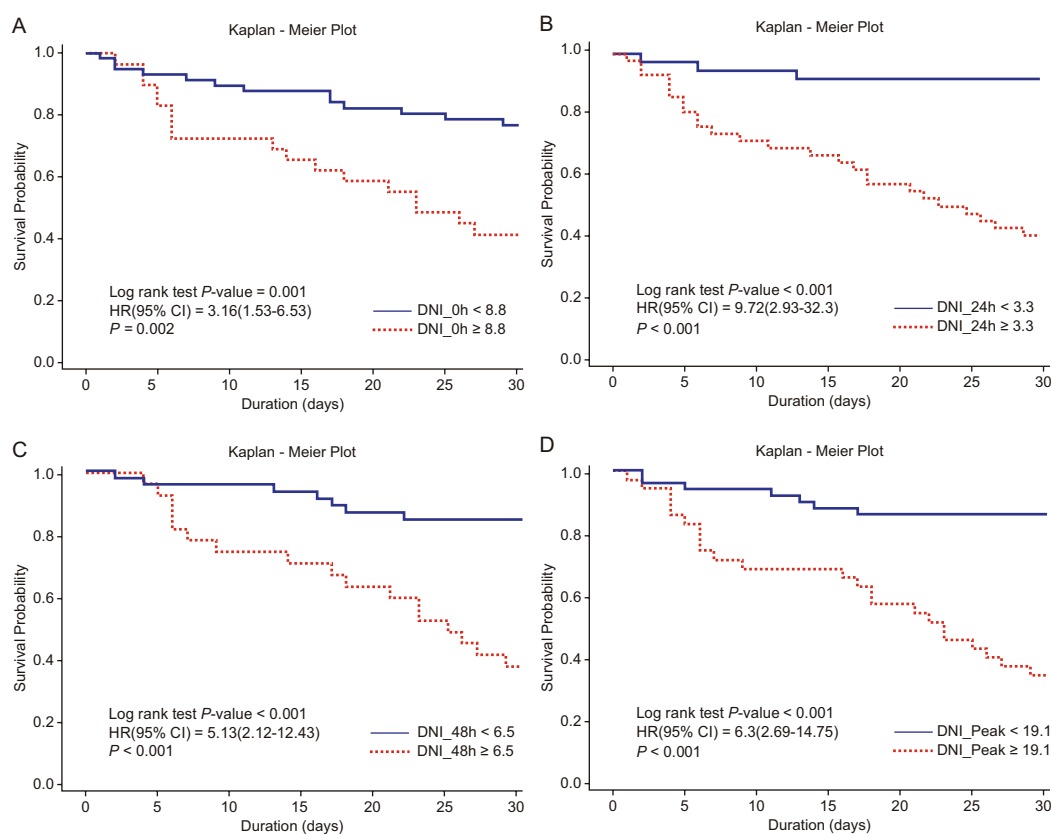 A
Kaplan - Meier Plot
1.0
0.8
0.6
0.4
0.2
0.0
Survival Probability
Log rank test P-value = 0.001
HR(95% CI) = 3.16(1.53-6.53)
P = 0.002
DNI_0h < 8.8
DNI_0h ≥ 8.8
0 5 10 15 20 25 30
Duration (days)
B
Kaplan - Meier Plot
1.0
0.8
0.6
0.4
0.2
0.0
Survival Probability
Log rank test P-value < 0.001
HR(95% CI) = 9.72(2.93-32.3)
P < 0.001
DNI_24h < 3.3
DNI_24h ≥ 3.3
0 5 10 15 20 25 30
Duration (days)
C
Kaplan - Meier Plot
1.0
0.8
0.6
0.4
0.2
0.0
Survival Probability
Log rank test P-value < 0.001
HR(95% CI) = 5.13(2.12-12.43)
P < 0.001
DNI_48h < 6.5
DNI_48h ≥ 6.5
0 5 10 15 20 25 30
Duration (days)
D
Kaplan - Meier Plot
1.0
0.8
0.6
0.4
0.2
0.0
Survival Probability
Log rank test P-value < 0.001
HR(95% CI) = 6.3(2.69-14.75)
P < 0.001
DNI_Peak < 19.1
DNI_Peak ≥ 19.1
0 5 10 15 20 25 30
Duration (days)